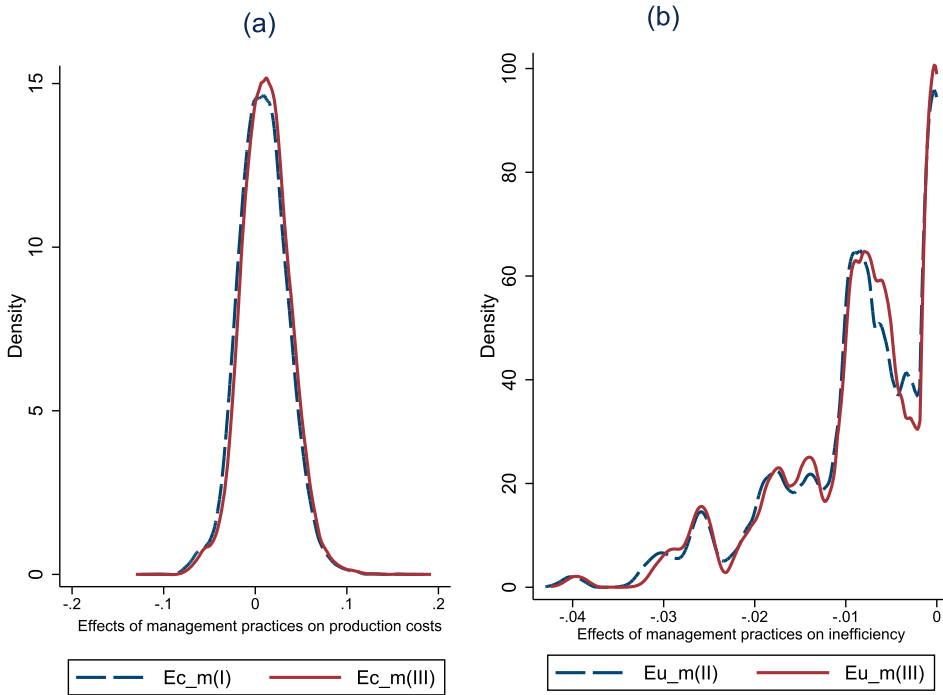 (a)
Density
15
10
5
0
-.2
-.1
0
.1
.2
Effects of management practices on production costs
Ec_m(I)
Ec_m(III)
(b)
Density
100
80
60
40
20
0
-.04
-.03
-.02
-.01
0
Effects of management practices on inefficiency
Eu_m(II)
Eu_m(III)